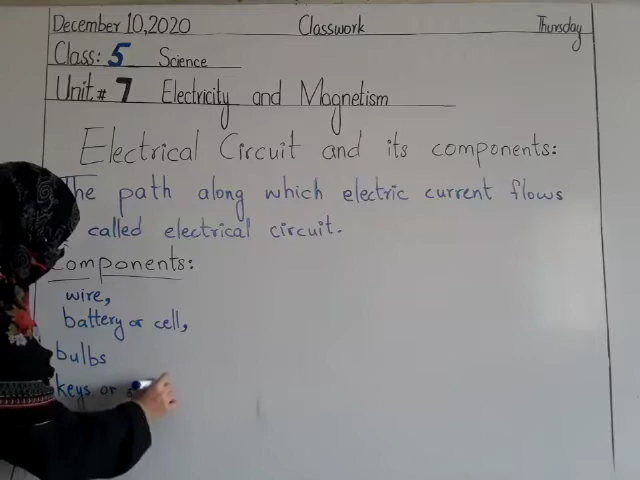 December 10,2020 Classwork Thursday
Class: 5 Science
Unit # 7 Electricity and Magnetism
Electrical Circuit and its components:
The path along which electric current flows
called electrical circuit.
Components:
wire,
battery or cell,
bulbs
keys or